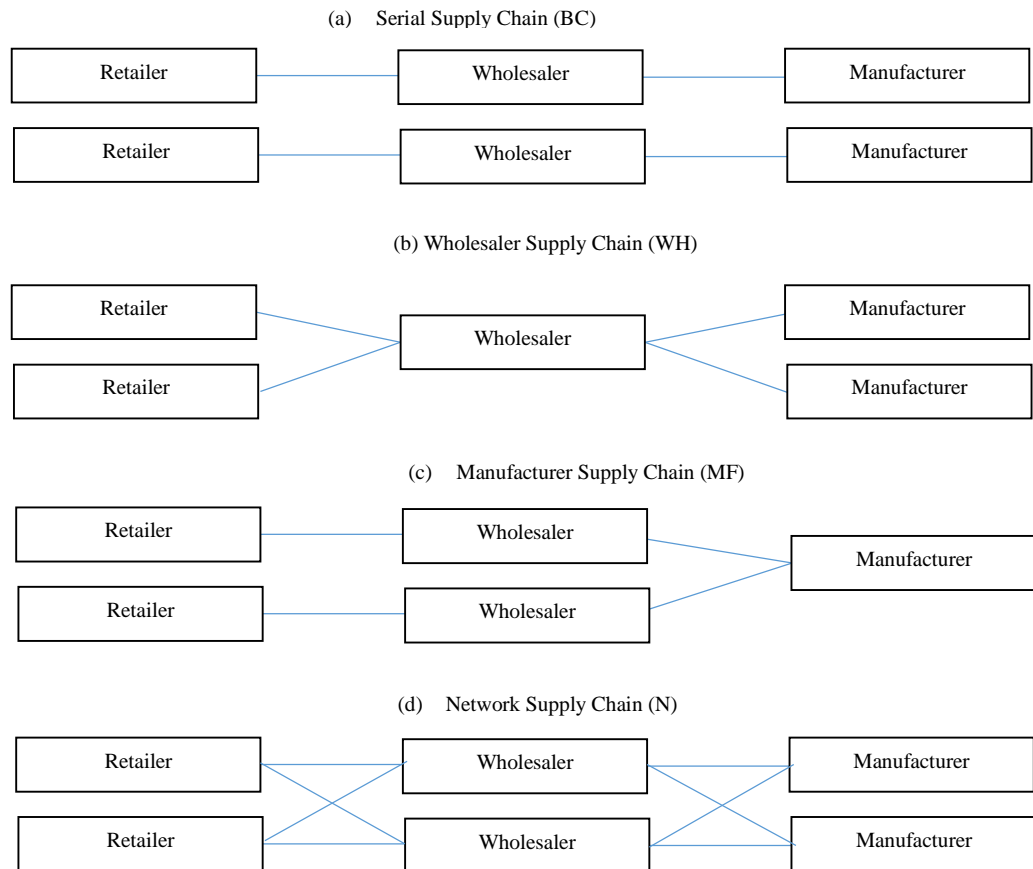 (a) Serial Supply Chain (BC)
Retailer Wholesaler Manufacturer
Retailer Wholesaler Manufacturer
(b) Wholesaler Supply Chain (WH)
Retailer Manufacturer
Wholesaler
Retailer Manufacturer
(c) Manufacturer Supply Chain (MF)
Retailer Wholesaler
Manufacturer
Retailer Wholesaler
(d) Network Supply Chain (N)
Retailer Wholesaler Manufacturer
Retailer Wholesaler Manufacturer